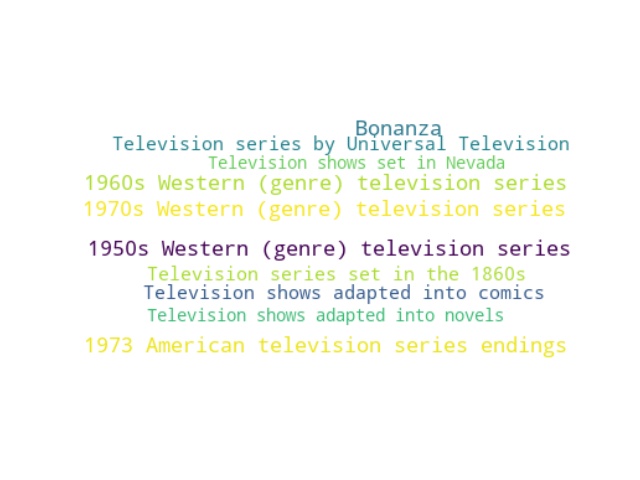 Bonanza
Television series by Universal Television
Television shows set in Nevada
1960s Western (genre) television series
1970s Western (genre) television series
1950s Western (genre) television series
Television series set in the 1860s
Television shows adapted into comics
Television shows adapted into novels
1973 American television series endings